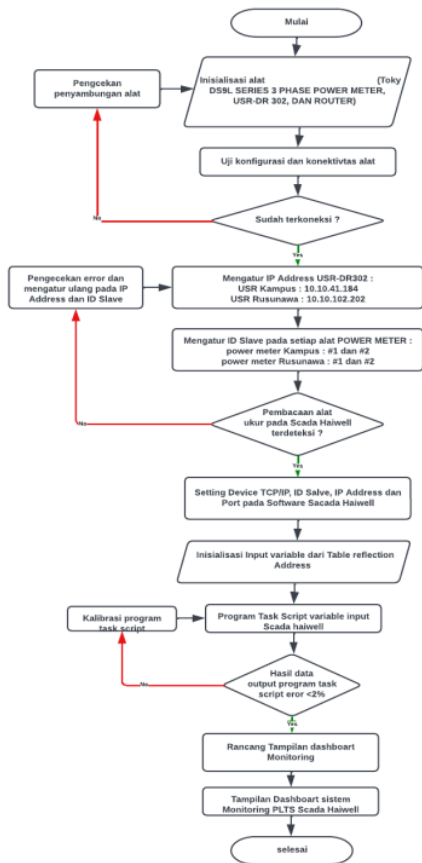 Mulai
Pengcekan
penyambungan alat
Inisialisasi alat (Toky
DS9L SERIES 3 PHASE POWER METER,
USR-DR 302, DAN ROUTER)
Uji konfigurasi dan konektivtas alat
Sudah terkoneksi ?
No
Yes
Pengecekan error dan
mengatur ulang pada IP
Address dan ID Slave
Mengatur IP Address USR-DR302 :
USR Kampus : 10.10.41.184
USR Rusunawa : 10.10.102.202
Mengatur ID Slave pada setiap alat POWER METER :
power meter Kampus : #1 dan #2
power meter Rusunawa : #1 dan #2
Pembacaan alat
ukur pada Scada Haiwell
terdeteksi ?
No
Yes
Setting Device TCP/IP, ID Salve, IP Address dan
Port pada Software Sacada Haiwell
Inisialisasi Input variable dari Table reflection
Address
Kalibrasi program
task script
Program Task Script variable input
Scada haiwell
Hasil data
output program task
script eror <2%
No
Yes
Rancang Tampilan dashboart
Monitoring
Tampilan Dashboart sistem
Monitoring PLTS Scada Haiwell
selesai